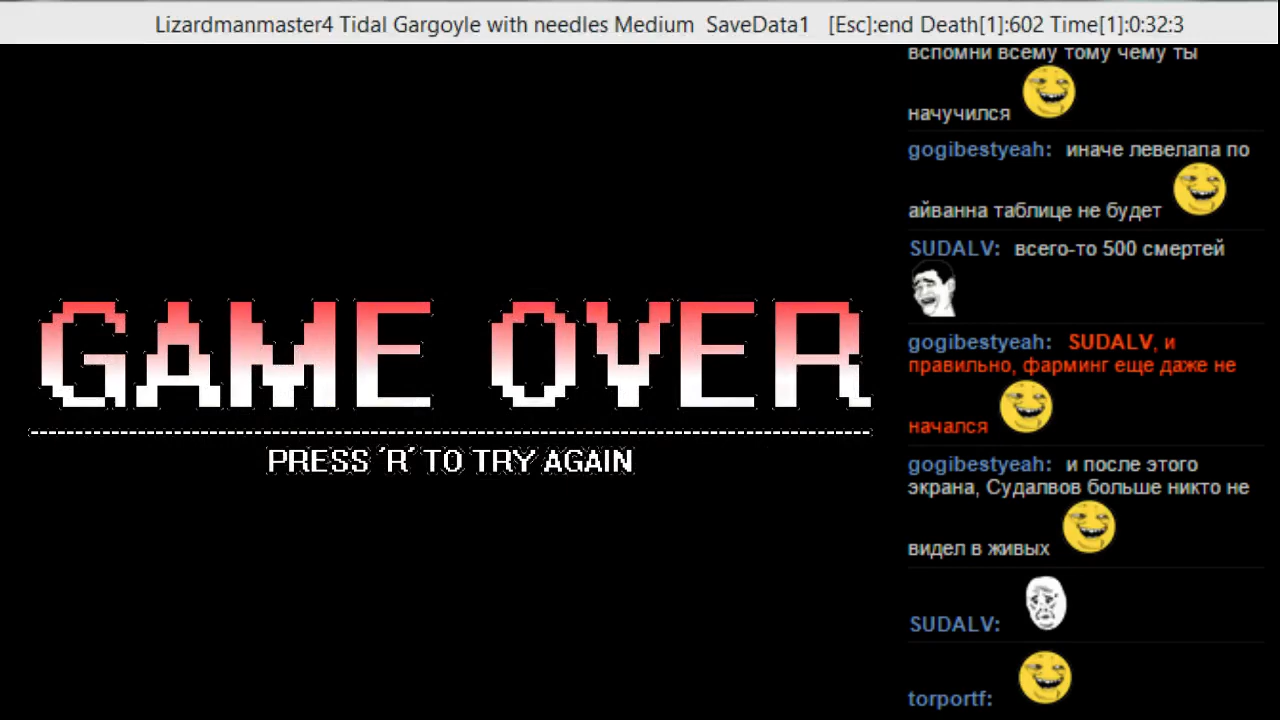 Lizardmanmaster4 Tidal Gargoyle with needles Medium  SaveData1   [Esc]:end Death[1]:602 Time[1]:0:32:3
GAME OVER
PRESS 'R' TO TRY AGAIN
вспомни всему тому чему ты
начучился
gogibestyeah: иначе левелапа по
айванна таблице не будет
SUDALV: всего-то 500 смертей
gogibestyeah: SUDALV, и
правильно, фарминг еще даже не
начался
gogibestyeah: и после этого
экрана, Судалвов больше никто не
видел в живых
SUDALV:
torportf: